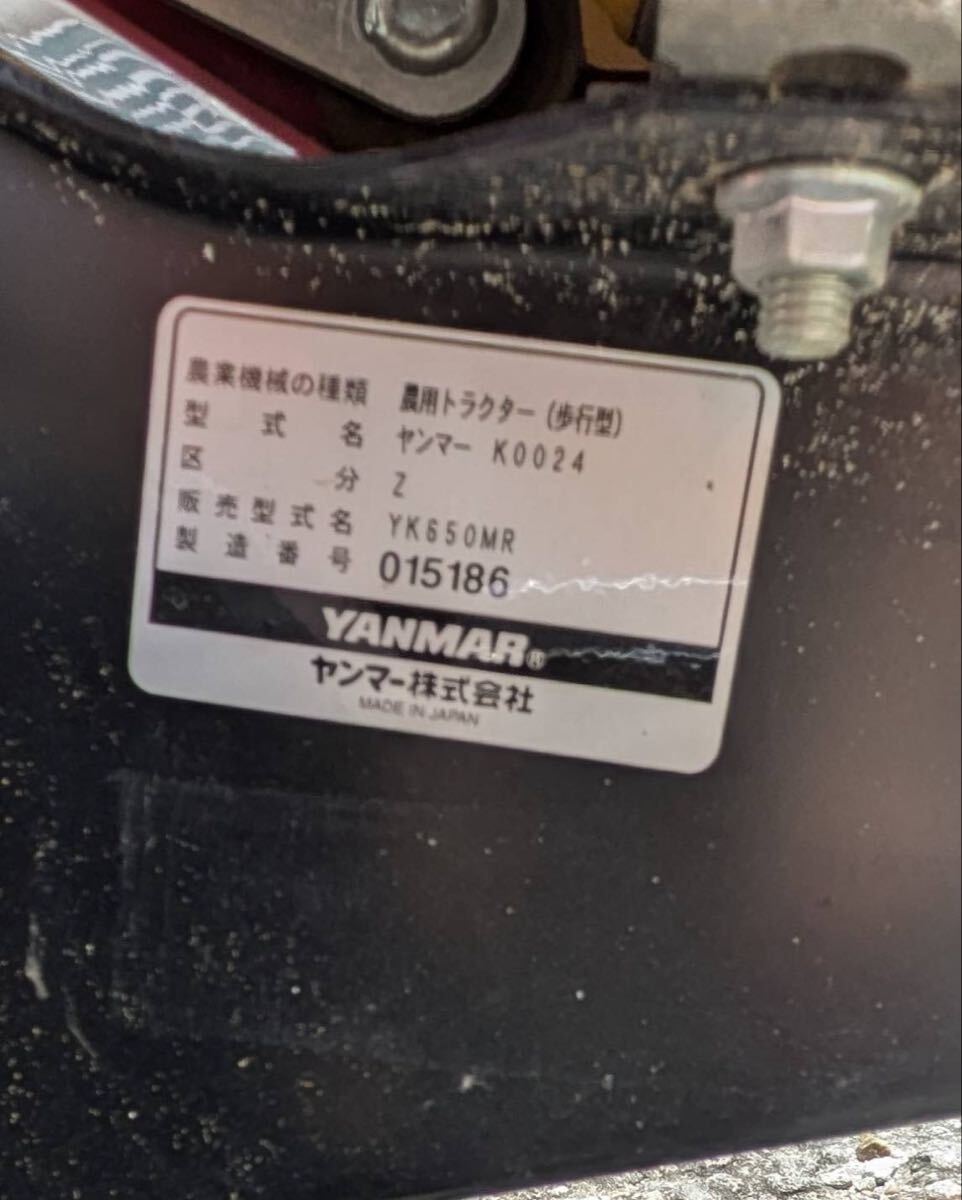 農業機械の種類 農用トラクター(歩行型)
型式名 ヤンマー K0024
区分 Z
販売型式名 YK650MR
製造番号 015186
YANMAR®
ヤンマー株式会社
MADE IN JAPAN